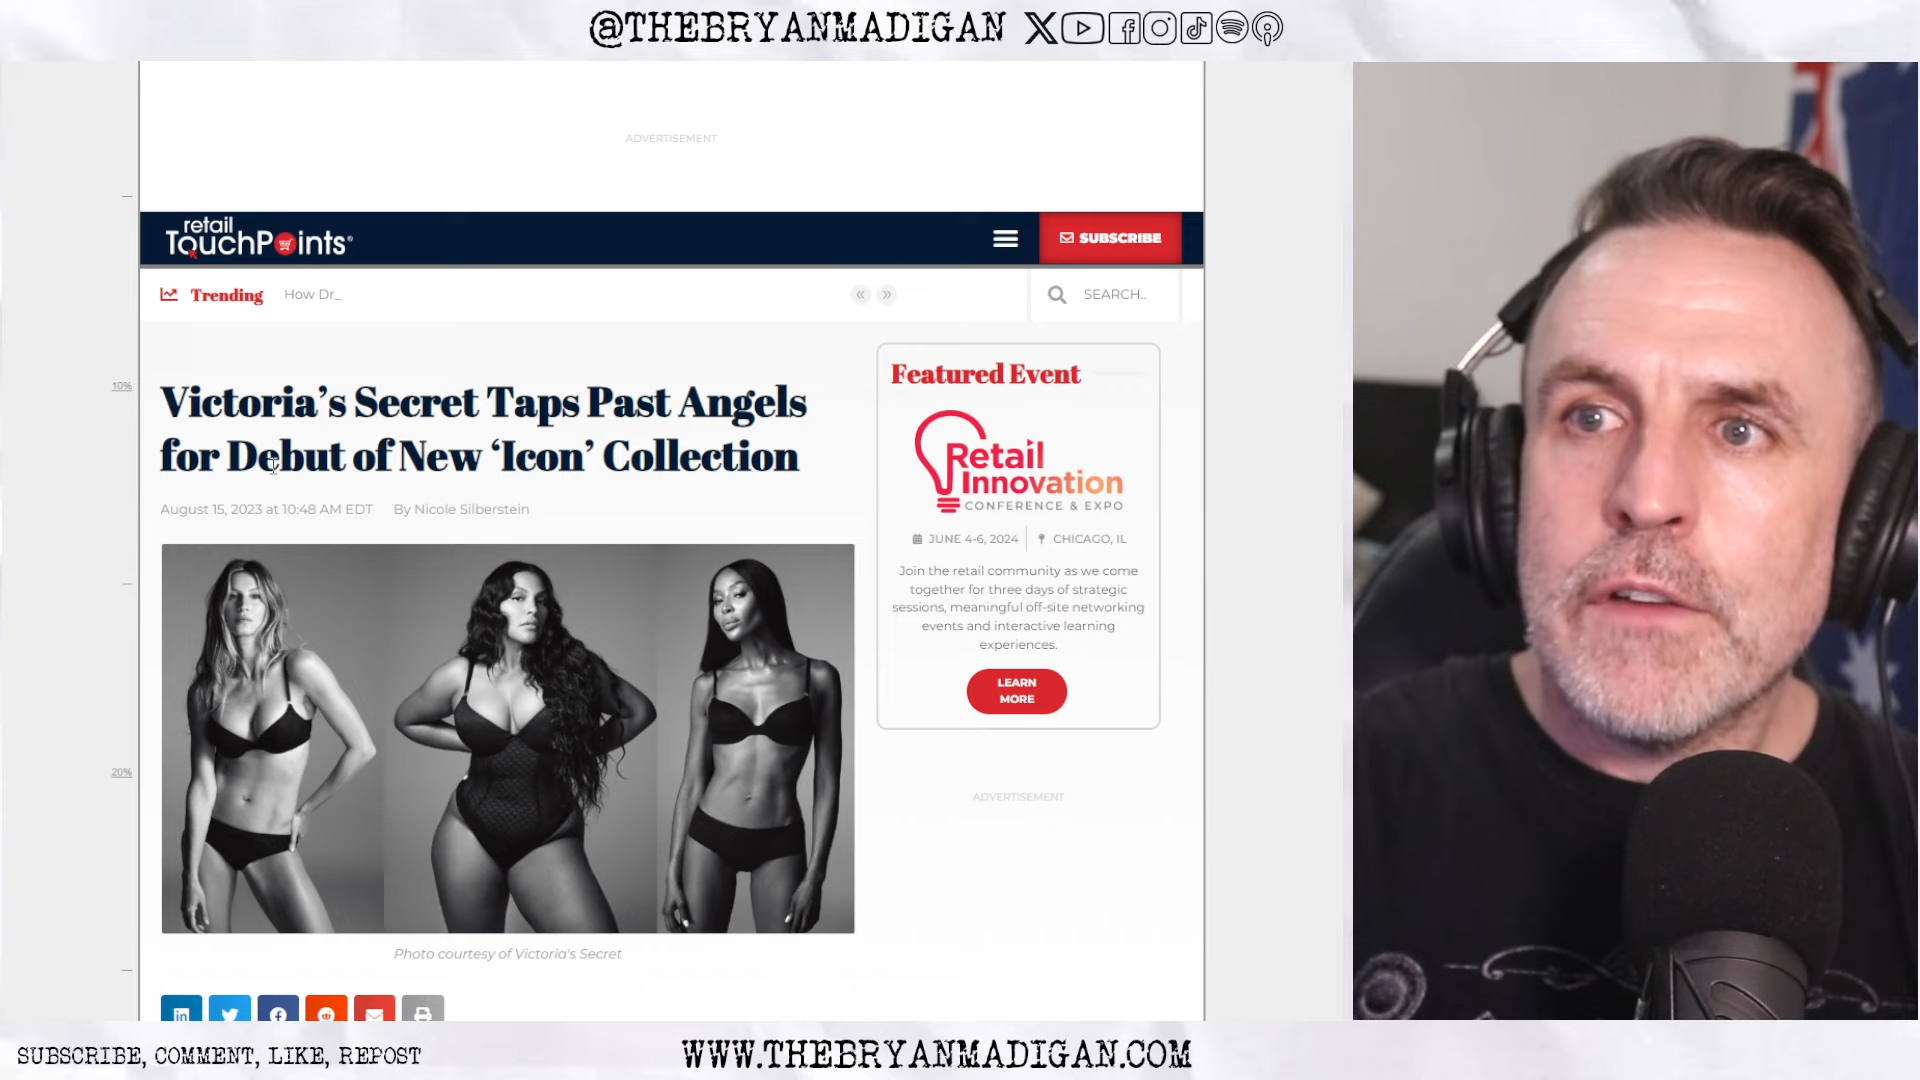 @THEBRYANMADIGAN
ADVERTISEMENT
retail
TouchPoints®
SUBSCRIBE
Trending
How Dr_
«
»
SEARCH..
10%
Victoria's Secret Taps Past Angels
for Debut of New 'Icon' Collection
August 15, 2023 at 10:48 AM EDT
By Nicole Silberstein
Photo courtesy of Victoria's Secret
20%
Featured Event
Retail
Innovation
CONFERENCE & EXPO
JUNE 4-6, 2024
CHICAGO, IL
Join the retail community as we come
together for three days of strategic
sessions, meaningful off-site networking
events and interactive learning
experiences.
LEARN
MORE
ADVERTISEMENT
SUBSCRIBE, COMMENT, LIKE, REPOST
WWW.THEBRYANMADIGAN.COM